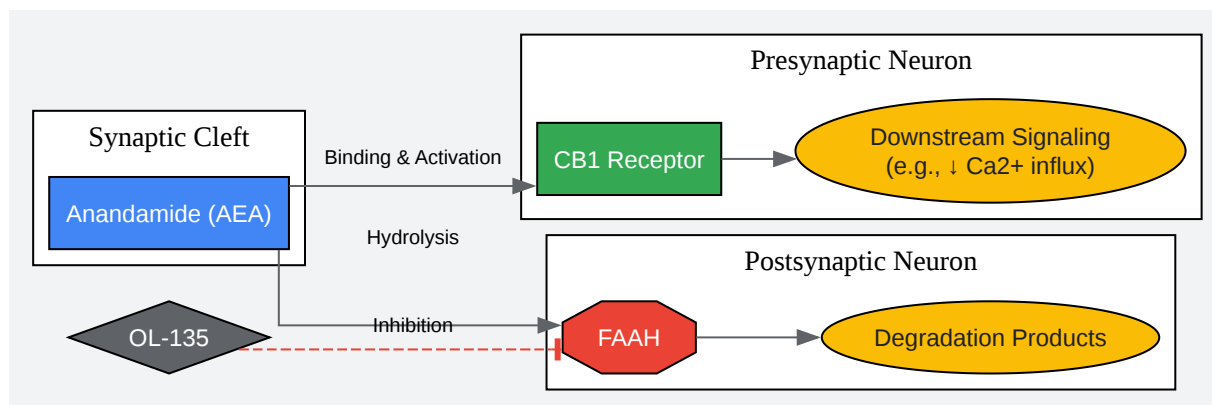 Presynaptic Neuron
Synaptic Cleft
Downstream Signaling
(e.g., ↓ Ca2+ influx)
Binding & Activation
CB1 Receptor
Anandamide (AEA)
Hydrolysis
Postsynaptic Neuron
Inhibition
OL-135
FAAH
Degradation Products